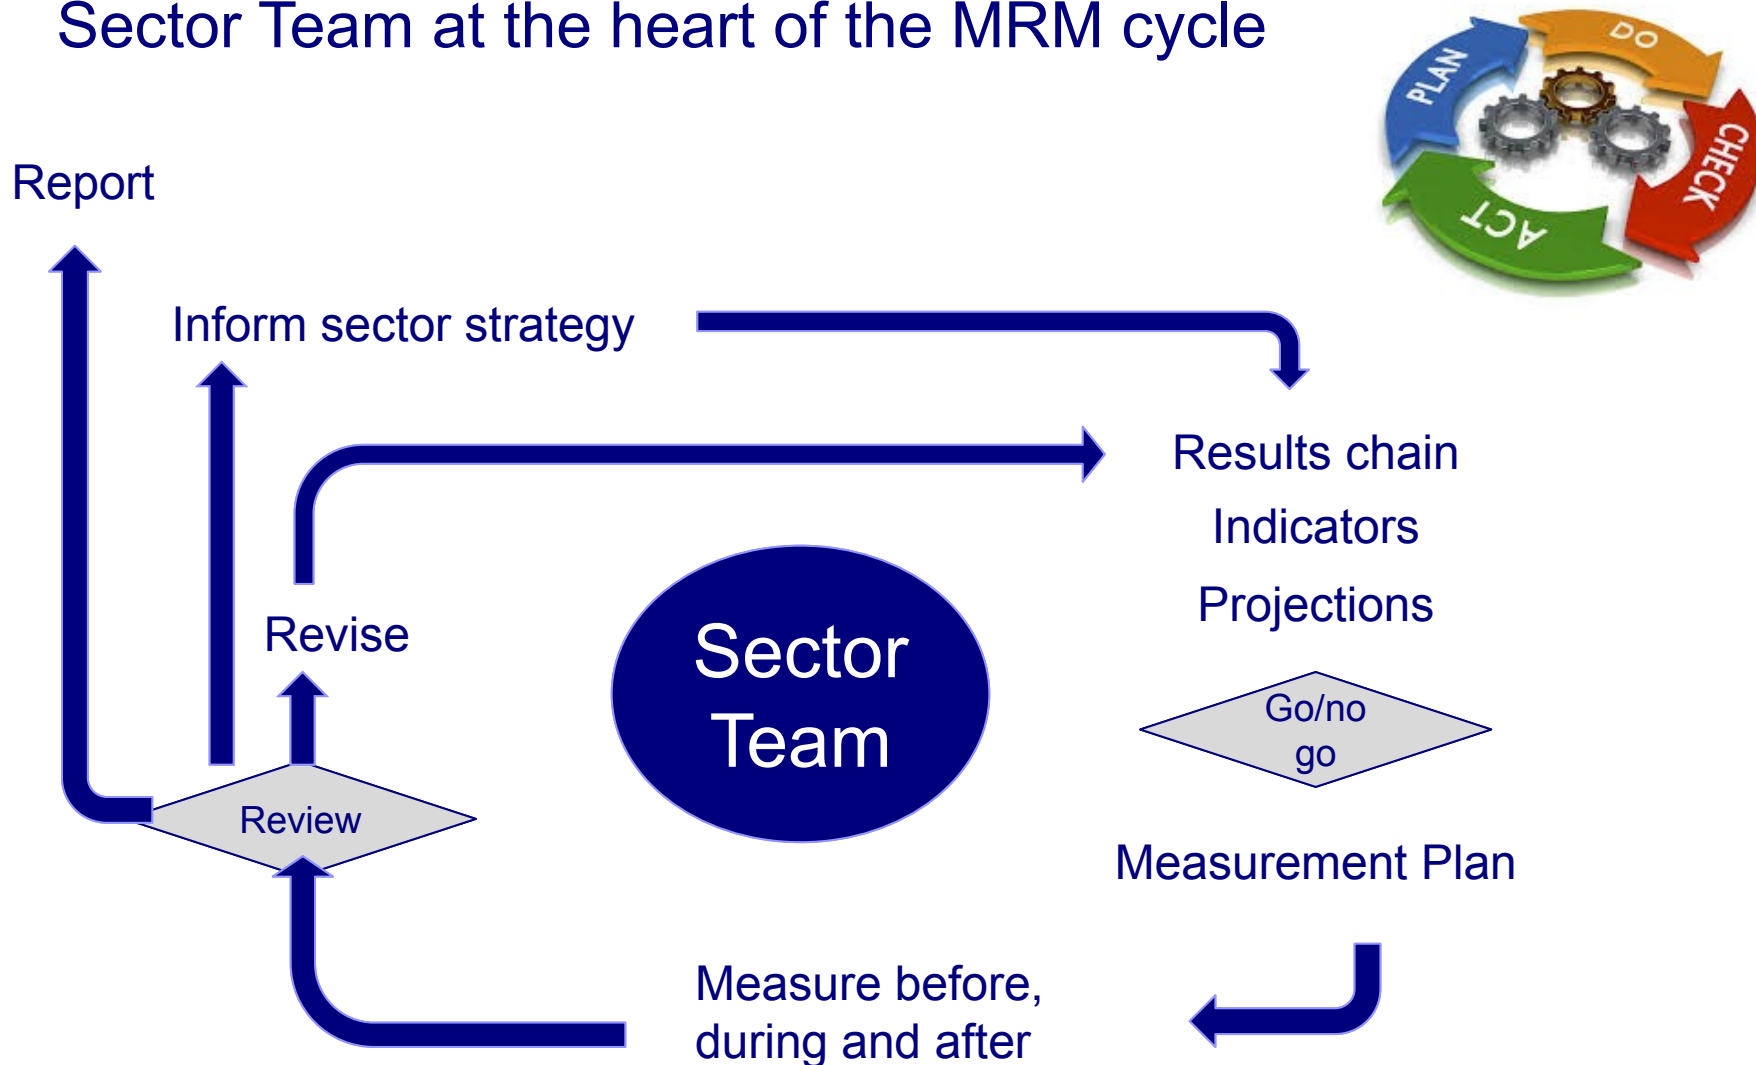 Sector Team at the heart of the MRM cycle
PLAN
DO
CHECK
ACT
Report
Inform sector strategy
Results chain
Indicators
Projections
Revise
Sector
Team
Go/no
go
Review
Measurement Plan
Measure before,
during and after